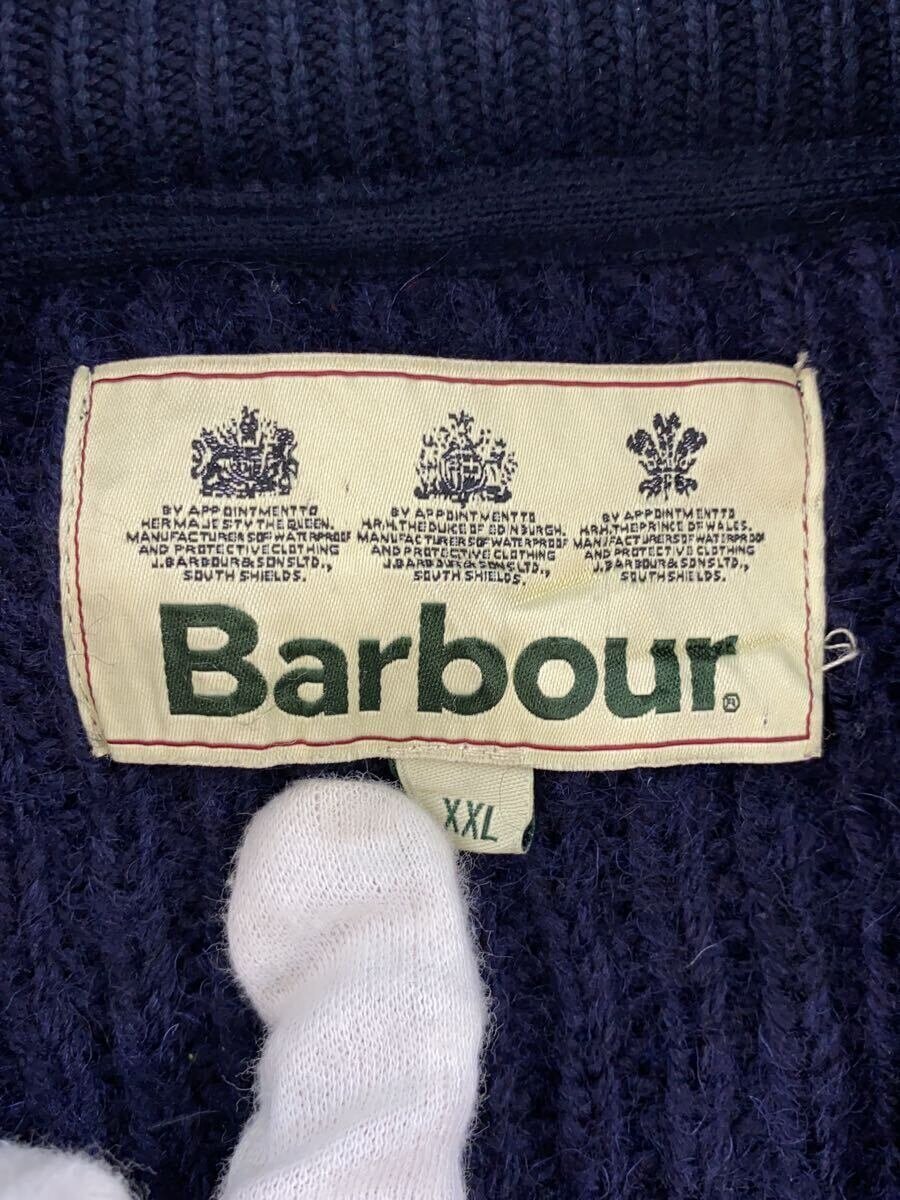 BY APPOINTMENT TO
HER MAJESTY THE QUEEN.
MANUFACTURERS OF WATERPROOF
AND PROTECTIVE CLOTHING
J. BARBOUR & SONS LTD.,
SOUTH SHIELDS.
BY APPOINTMENT TO
H.R.H. THE DUKE OF EDINBURGH.
MANUFACTURERS OF WATERPROOF
AND PROTECTIVE CLOTHING
J. BARBOUR & SONS LTD.,
SOUTH SHIELDS.
BY APPOINTMENT TO
H.R.H. THE PRINCE OF WALES.
MANUFACTURERS OF WATERPROOF
AND PROTECTIVE CLOTHING
J. BARBOUR & SONS LTD.,
SOUTH SHIELDS.
Barbour®
XXL